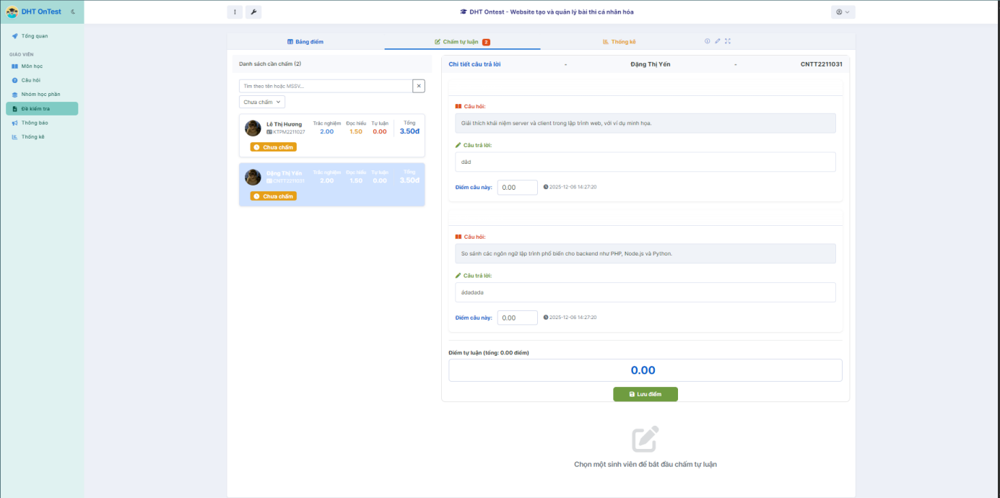 DHT OnTest
DHT Ontest - Website tạo và quản lý bài thi cá nhân hóa
Tổng quan
GIÁO VIÊN
Môn học
Câu hỏi
Nhóm học phần
Đề kiểm tra
Thông báo
Thống kê
Bảng điểm
Chấm tự luận 2
Thống kê
Danh sách cần chấm (2)
Tìm theo tên hoặc MSSV...
Chưa chấm
Lê Thị Hương
KTPM2211027
Trắc nghiệm Đọc hiểu Tự luận Tổng
2.00 1.50 0.00 3.50đ
Chưa chấm
Đặng Thị Yến
CNTT2211031
Trắc nghiệm Đọc hiểu Tự luận Tổng
2.00 1.50 0.00 3.50đ
Chưa chấm
Chi tiết câu trả lời - Đặng Thị Yến - CNTT2211031
Câu hỏi:
Giải thích khái niệm server và client trong lập trình web, với ví dụ minh họa.
Câu trả lời:
dâd
Điểm câu này: 0.00 2025-12-06 14:27:20
Câu hỏi:
So sánh các ngôn ngữ lập trình phổ biến cho backend như PHP, Node.js và Python.
Câu trả lời:
ádadada
Điểm câu này: 0.00 2025-12-06 14:27:20
Điểm tự luận (tổng: 0.00 điểm)
0.00
Lưu điểm
Chọn một sinh viên để bắt đầu chấm tự luận